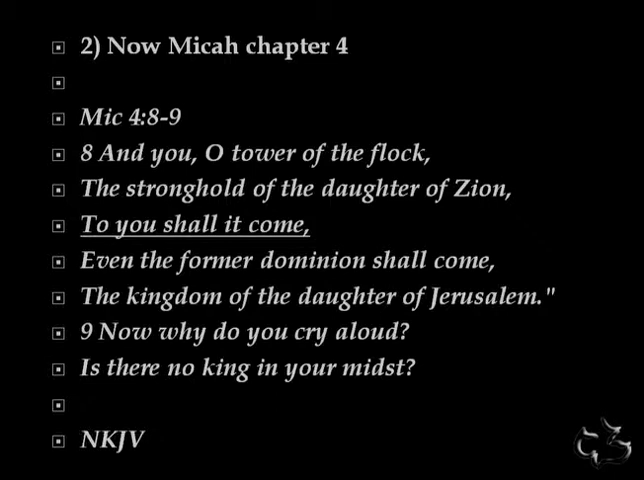 2) Now Micah chapter 4
Mic 4:8-9
8 And you, O tower of the flock,
The stronghold of the daughter of Zion,
To you shall it come,
Even the former dominion shall come,
The kingdom of the daughter of Jerusalem."
9 Now why do you cry aloud?
Is there no king in your midst?
NKJV